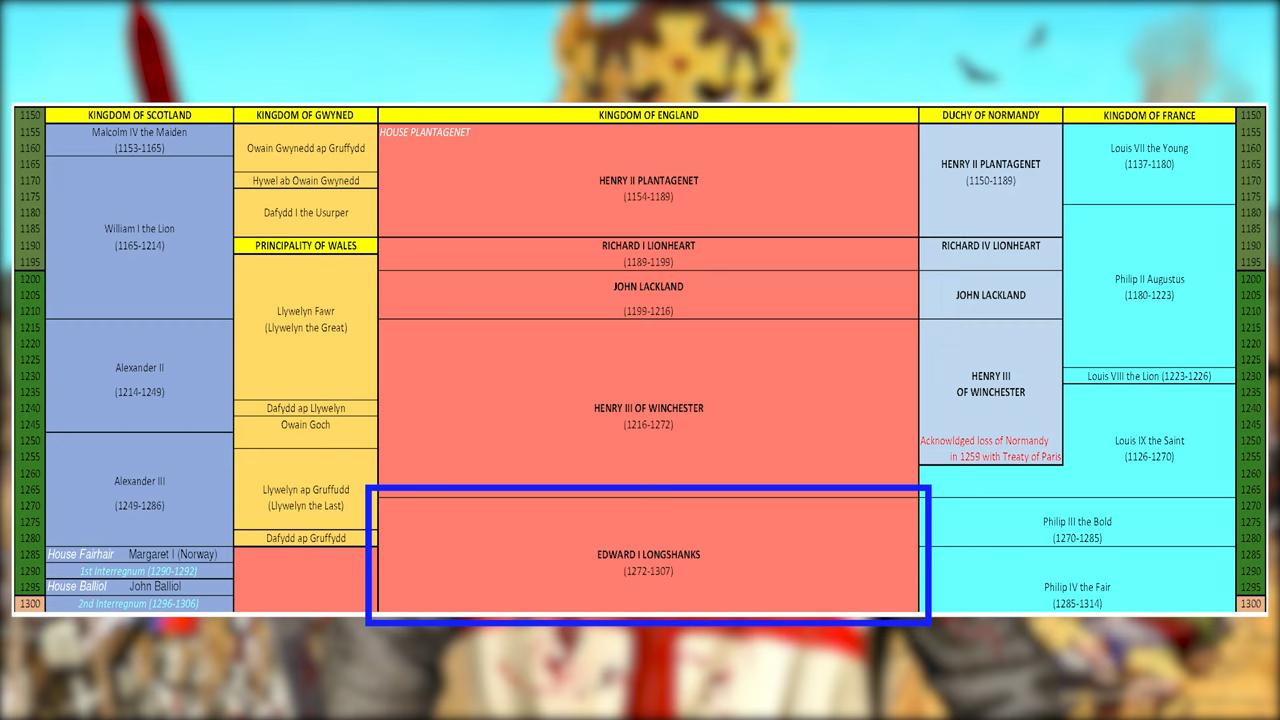 1150
1155
1160
1165
1170
1175
1180
1185
1190
1195
1200
1205
1210
1215
1220
1225
1230
1235
1240
1245
1250
1255
1260
1265
1270
1275
1280
1285
1290
1295
1300
KINGDOM OF SCOTLAND
Malcolm IV the Maiden
(1153-1165)
William I the Lion
(1165-1214)
Alexander II
(1214-1249)
Alexander III
(1249-1286)
House Fairhair Margaret I (Norway)
1st Interregnum (1290-1292)
House Balliol John Balliol
2nd Interregnum (1296-1306)
KINGDOM OF GWYNED
Owain Gwynedd ap Gruffydd
Hywel ab Owain Gwynedd
Dafydd I the Usurper
PRINCIPALITY OF WALES
Llywelyn Fawr
(Llywelyn the Great)
Dafydd ap Llywelyn
Owain Goch
Llywelyn ap Gruffudd
(Llywelyn the Last)
Dafydd ap Gruffydd
KINGDOM OF ENGLAND
HOUSE PLANTAGENET
HENRY II PLANTAGENET
(1154-1189)
RICHARD I LIONHEART
(1189-1199)
JOHN LACKLAND
(1199-1216)
HENRY III OF WINCHESTER
(1216-1272)
EDWARD I LONGSHANKS
(1272-1307)
DUCHY OF NORMANDY
HENRY II PLANTAGENET
(1150-1189)
RICHARD IV LIONHEART
JOHN LACKLAND
HENRY III
OF WINCHESTER
Acknowldged loss of Normandy
in 1259 with Treaty of Paris
KINGDOM OF FRANCE
Louis VII the Young
(1137-1180)
Philip II Augustus
(1180-1223)
Louis VIII the Lion (1223-1226)
Louis IX the Saint
(1126-1270)
Philip III the Bold
(1270-1285)
Philip IV the Fair
(1285-1314)
1150
1155
1160
1165
1170
1175
1180
1185
1190
1195
1200
1205
1210
1215
1220
1225
1230
1235
1240
1245
1250
1255
1260
1265
1270
1275
1280
1285
1290
1295
1300